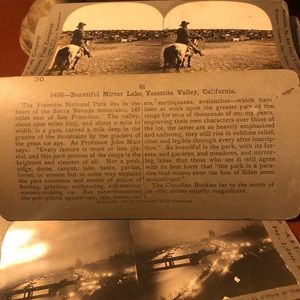 30
61
9466—Beautiful Mirror Lake, Yosemite Valley, California.
The Yosemite National Park lies in the
heart of the Sierra Nevada mountains, 140
miles east of San Francisco. The valley,
about nine miles long, and about a mile in
width, is a gash, carved a mile deep in the
granite of the mountains by the glaciers of
the great ice age. As Professor John Muir
says: "Every feature is more or less gla-
cial, and this park portion of the range is the
brightest and clearest of all. Not a peak,
ridge, dome, canyon, lake, basin, garden,
forest, or stream but in some way explains
the past existence and modes of action of
flowing, grinding, sculpturing, soil-making,
scenery-making ice. For notwithstanding
the post-glacial agents—air, rain, frost,
ers, earthquakes, avalanches—which have
been at work upon the greater part of the
range for tens of thousands of stormy years,
engraving their own characters over those of
the ice, the latter are so heavily emphasized
and enduring, they still rise in sublime relief,
clear and legible through every after inscrip-
tion." So beautiful is the park, with its for-
ests, and gardens, and meadows, and mirror-
ing lakes, that those who see it will agree
with its best lover that "the park is a para-
dise that makes even the loss of Eden seem
insignificant."
The Canadian Rockies far to the north of
us offer scenes equally magnificent.